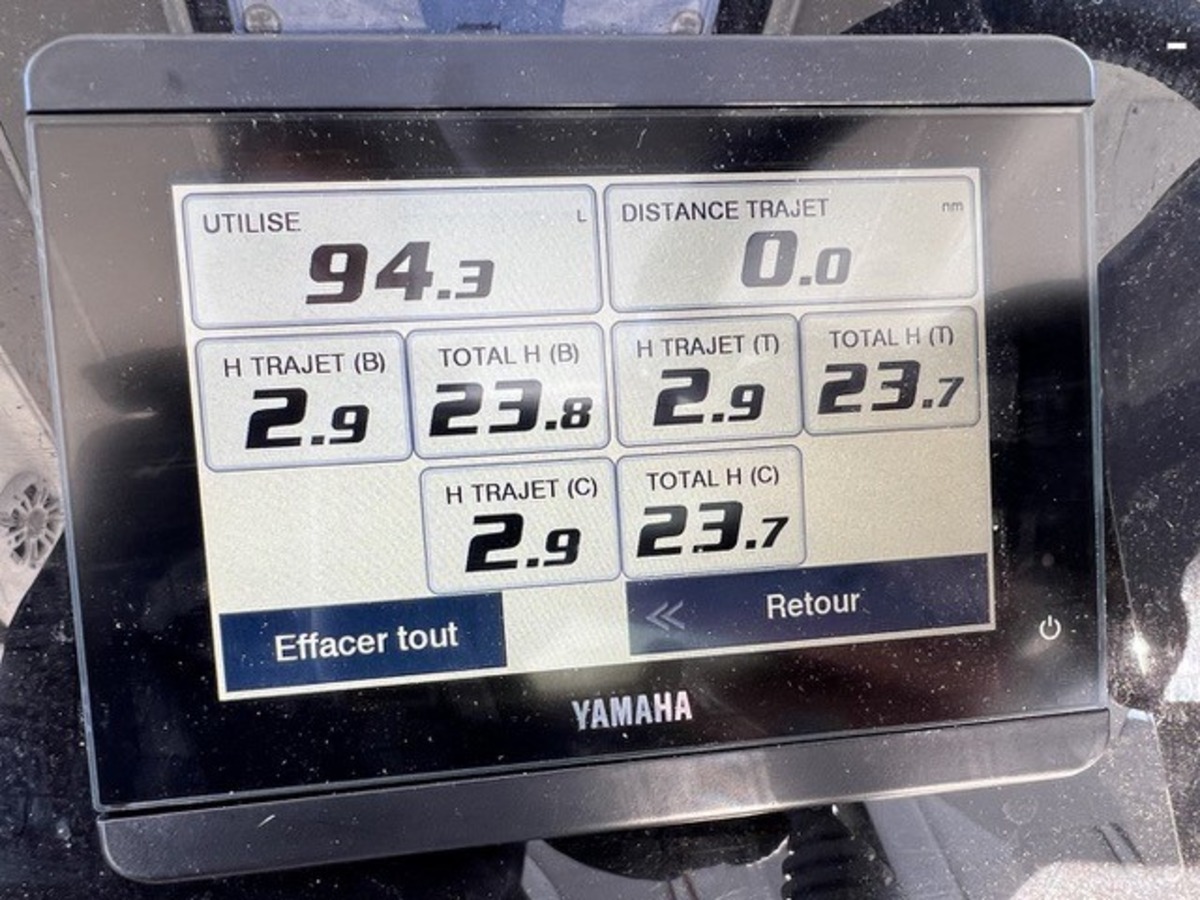 UTILISE L
94.3
DISTANCE TRAJET nm
0.0
H TRAJET (B)
2.9
TOTAL H (B)
23.8
H TRAJET (T)
2.9
TOTAL H (T)
23.7
H TRAJET (C)
2.9
TOTAL H (C)
23.7
Effacer tout
Retour
YAMAHA